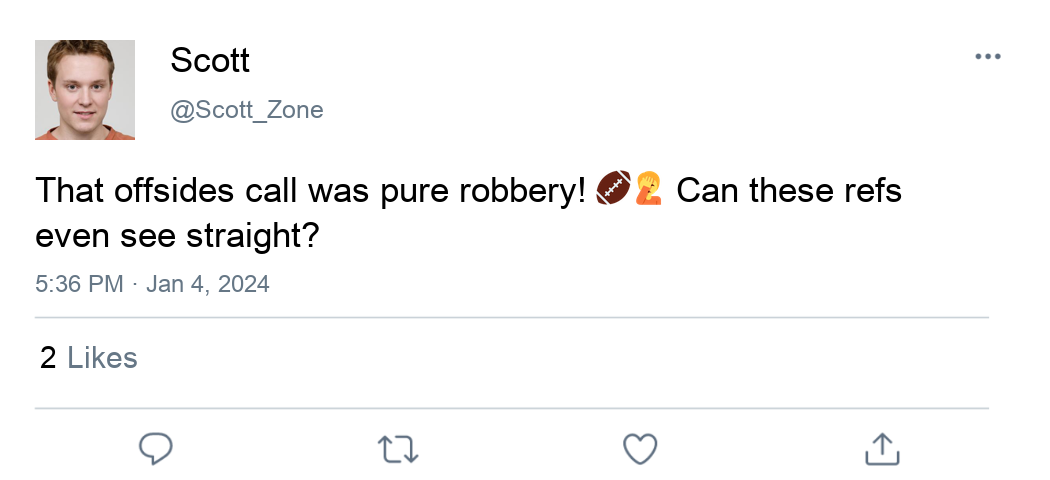 Scott
@Scott_Zone
That offsides call was pure robbery! 🏈🤦 Can these refs
even see straight?
5:36 PM · Jan 4, 2024
2 Likes